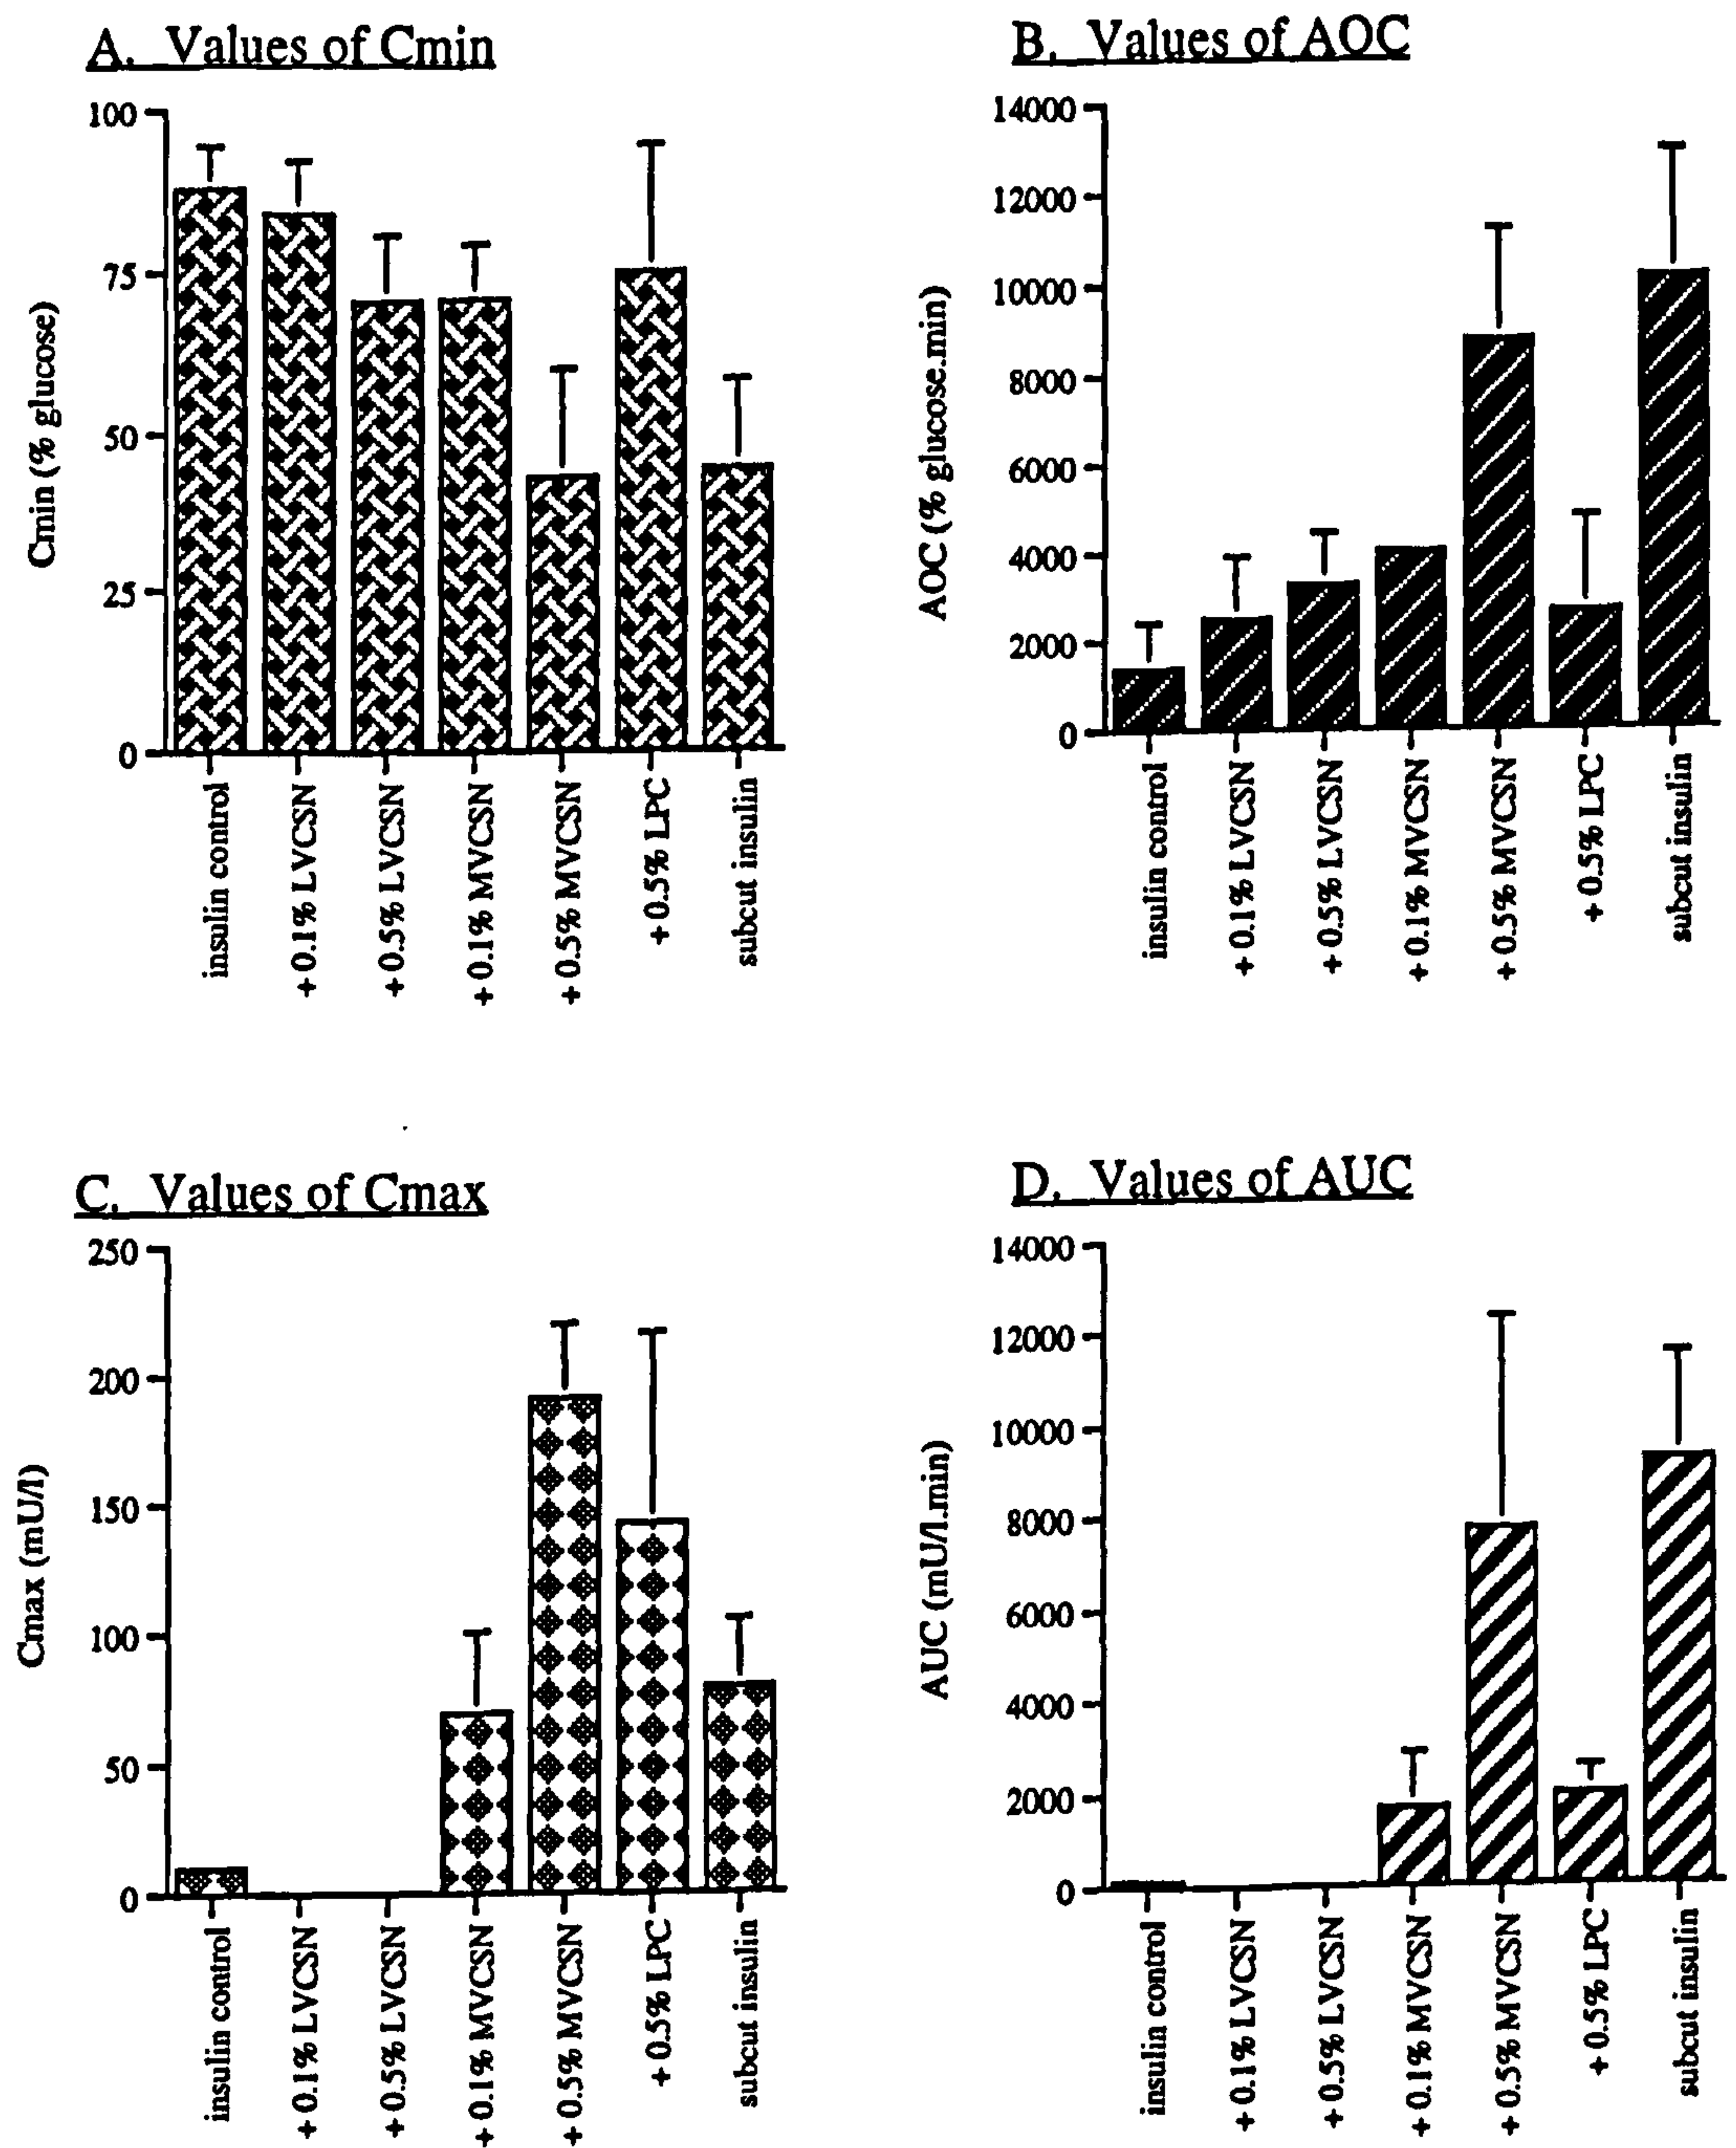 A. Values of Cmin
100
75
50
25
0
Cmin (% glucose)
insulin control
+ 0.1% LVCSN
+ 0.5% LVCSN
+ 0.1% MVCSN
+ 0.5% MVCSN
+ 0.5% LPC
subcut insulin
B. Values of AOC
14000
12000
10000
8000
6000
4000
2000
0
AOC (% glucose.min)
insulin control
+ 0.1% LVCSN
+ 0.5% LVCSN
+ 0.1% MVCSN
+ 0.5% MVCSN
+ 0.5% LPC
subcut insulin
C. Values of Cmax
250
200
150
100
50
0
Cmax (mU/l)
insulin control
+ 0.1% LVCSN
+ 0.5% LVCSN
+ 0.1% MVCSN
+ 0.5% MVCSN
+ 0.5% LPC
subcut insulin
D. Values of AUC
14000
12000
10000
8000
6000
4000
2000
0
AUC (mU/l.min)
insulin control
+ 0.1% LVCSN
+ 0.5% LVCSN
+ 0.1% MVCSN
+ 0.5% MVCSN
+ 0.5% LPC
subcut insulin